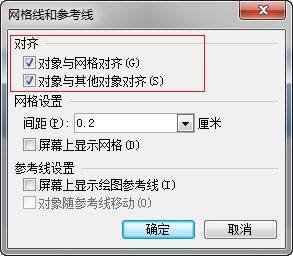 网格线和参考线
对齐
对象与网格对齐(G)
对象与其他对象对齐(S)
网格设置
间距(P): 0.2 厘米
屏幕上显示网格(D)
参考线设置
屏幕上显示绘图参考线(I)
对象随参考线移动(O)
确定 取消